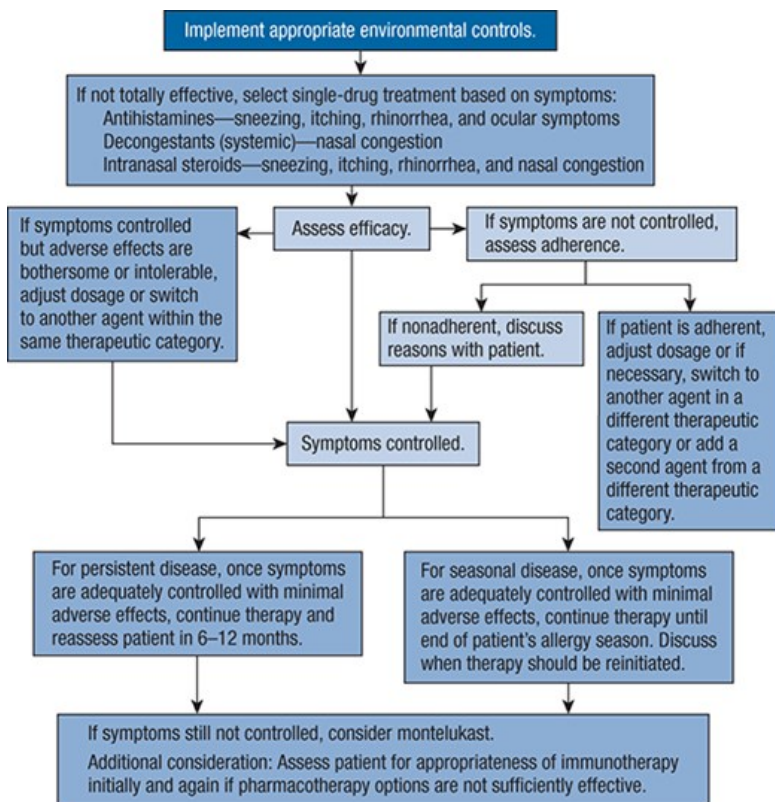 Implement appropriate environmental controls.
If not totally effective, select single-drug treatment based on symptoms:
Antihistamines—sneezing, itching, rhinorrhea, and ocular symptoms
Decongestants (systemic)—nasal congestion
Intranasal steroids—sneezing, itching, rhinorrhea, and nasal congestion
If symptoms controlled
but adverse effects are
bothersome or intolerable,
adjust dosage or switch
to another agent within the
same therapeutic category.
Assess efficacy.
If symptoms are not controlled,
assess adherence.
If nonadherent, discuss
reasons with patient.
If patient is adherent,
adjust dosage or if
necessary, switch to
another agent in a
different therapeutic
category or add a
second agent from a
different therapeutic
category.
Symptoms controlled.
For persistent disease, once symptoms
are adequately controlled with minimal
adverse effects, continue therapy and
reassess patient in 6–12 months.
For seasonal disease, once symptoms
are adequately controlled with minimal
adverse effects, continue therapy until
end of patient's allergy season. Discuss
when therapy should be reinitiated.
If symptoms still not controlled, consider montelukast.
Additional consideration: Assess patient for appropriateness of immunotherapy
initially and again if pharmacotherapy options are not sufficiently effective.